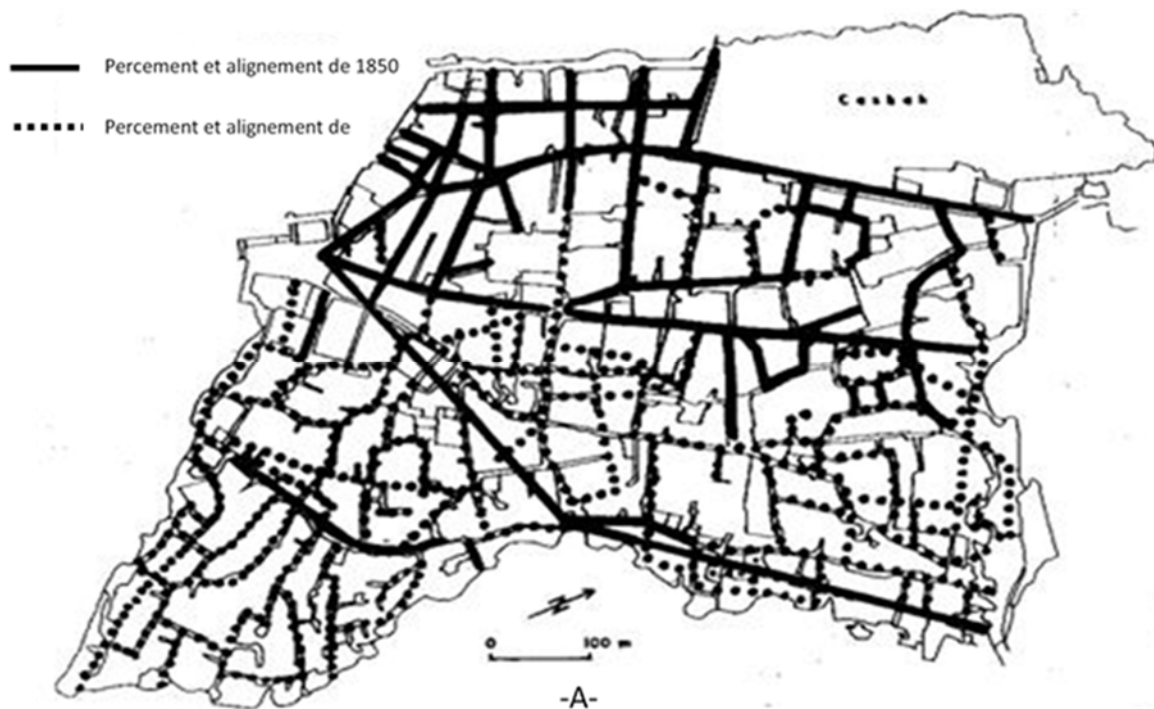 Percement et alignement de 1850
Casbah
Percement et alignement de
N
0 100 m
-A-